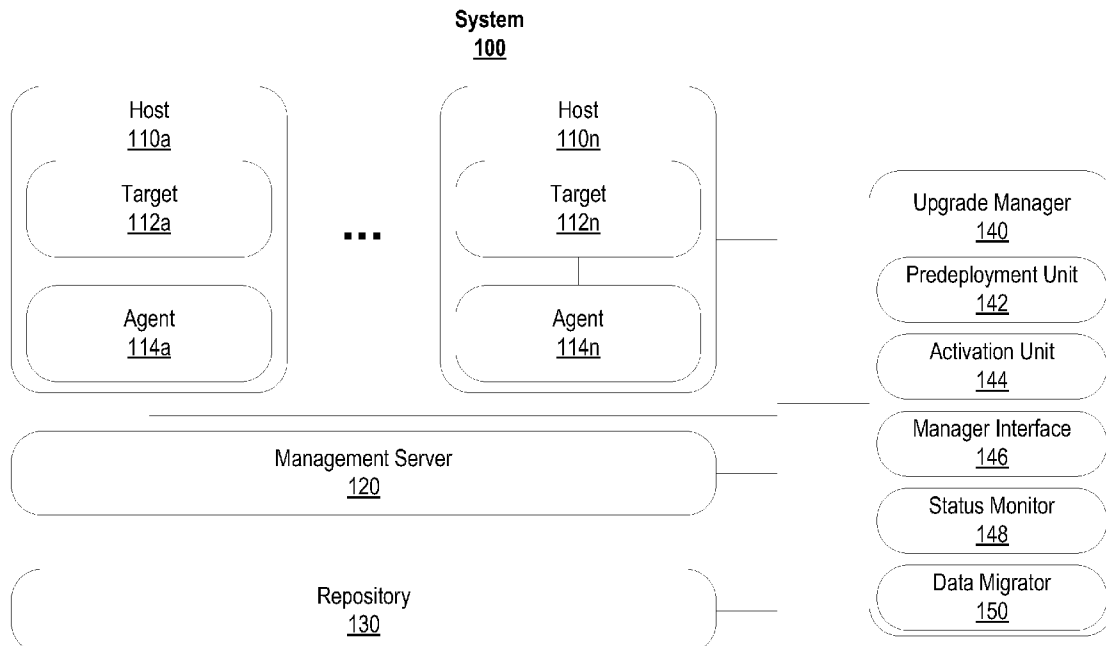 System
100
Host
110a
Target
112a
Agent
114a
...
Host
110n
Target
112n
Agent
114n
Management Server
120
Repository
130
Upgrade Manager
140
Predeployment Unit
142
Activation Unit
144
Manager Interface
146
Status Monitor
148
Data Migrator
150